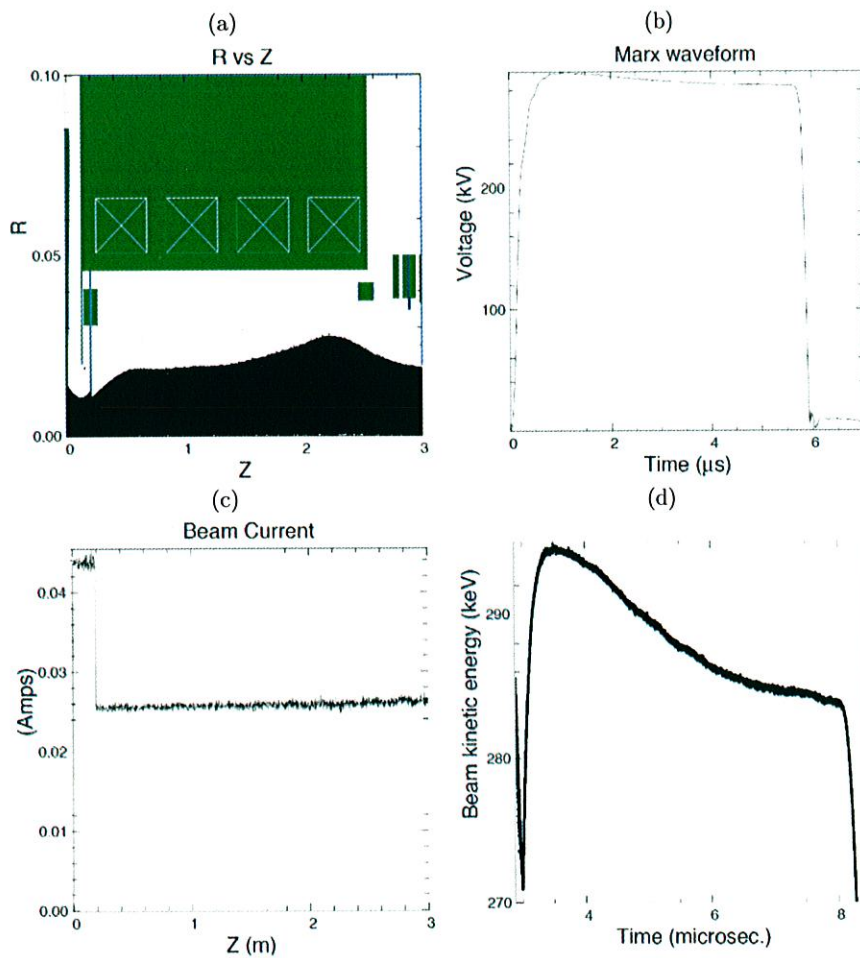 (a)
R vs Z
0.10
0.05
0.00
R
0 1 2 3
Z
(b)
Marx waveform
200
100
Voltage (kV)
0 2 4 6
Time (μs)
(c)
Beam Current
0.04
0.03
0.02
0.01
0.00
(Amps)
0 1 2 3
Z (m)
(d)
290
280
270
Beam kinetic energy (keV)
4 6 8
Time (microsec.)